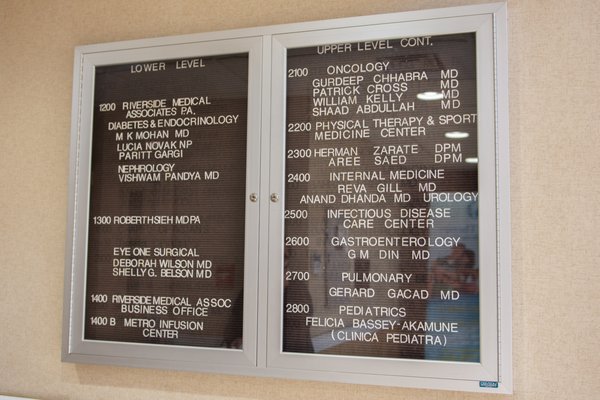 LOWER LEVEL
1200 RIVERSIDE MEDICAL
ASSOCIATES PA.
DIABETES & ENDOCRINOLOGY
M K MOHAN MD
LUCIA NOVAK NP
PARITT GARGI
NEPHROLOGY
VISHWAM PANDYA MD
1300 ROBERT HSIEH MD PA
EYE ONE SURGICAL
DEBORAH WILSON MD
SHELLY G. BELSON MD
1400 RIVERSIDE MEDICAL ASSOC
BUSINESS OFFICE
1400 B METRO INFUSION
CENTER
UPPER LEVEL CONT.
2100 ONCOLOGY
GURDEEP CHHABRA MD
PATRICK CROSS MD
WILLIAM KELLY MD
SHAAD ABDULLAH MD
2200 PHYSICAL THERAPY & SPORT
MEDICINE CENTER
2300 HERMAN ZARATE DPM
AREE SAED DPM
2400 INTERNAL MEDICINE
REVA GILL MD
ANAND DHANDA MD UROLOGY
2500 INFECTIOUS DISEASE
CARE CENTER
2600 GASTROENTEROLOGY
G M DIN MD
2700 PULMONARY
GERARD GACAD MD
2800 PEDIATRICS
FELICIA BASSEY-AKAMUNE
(CLINICA PEDIATRA)